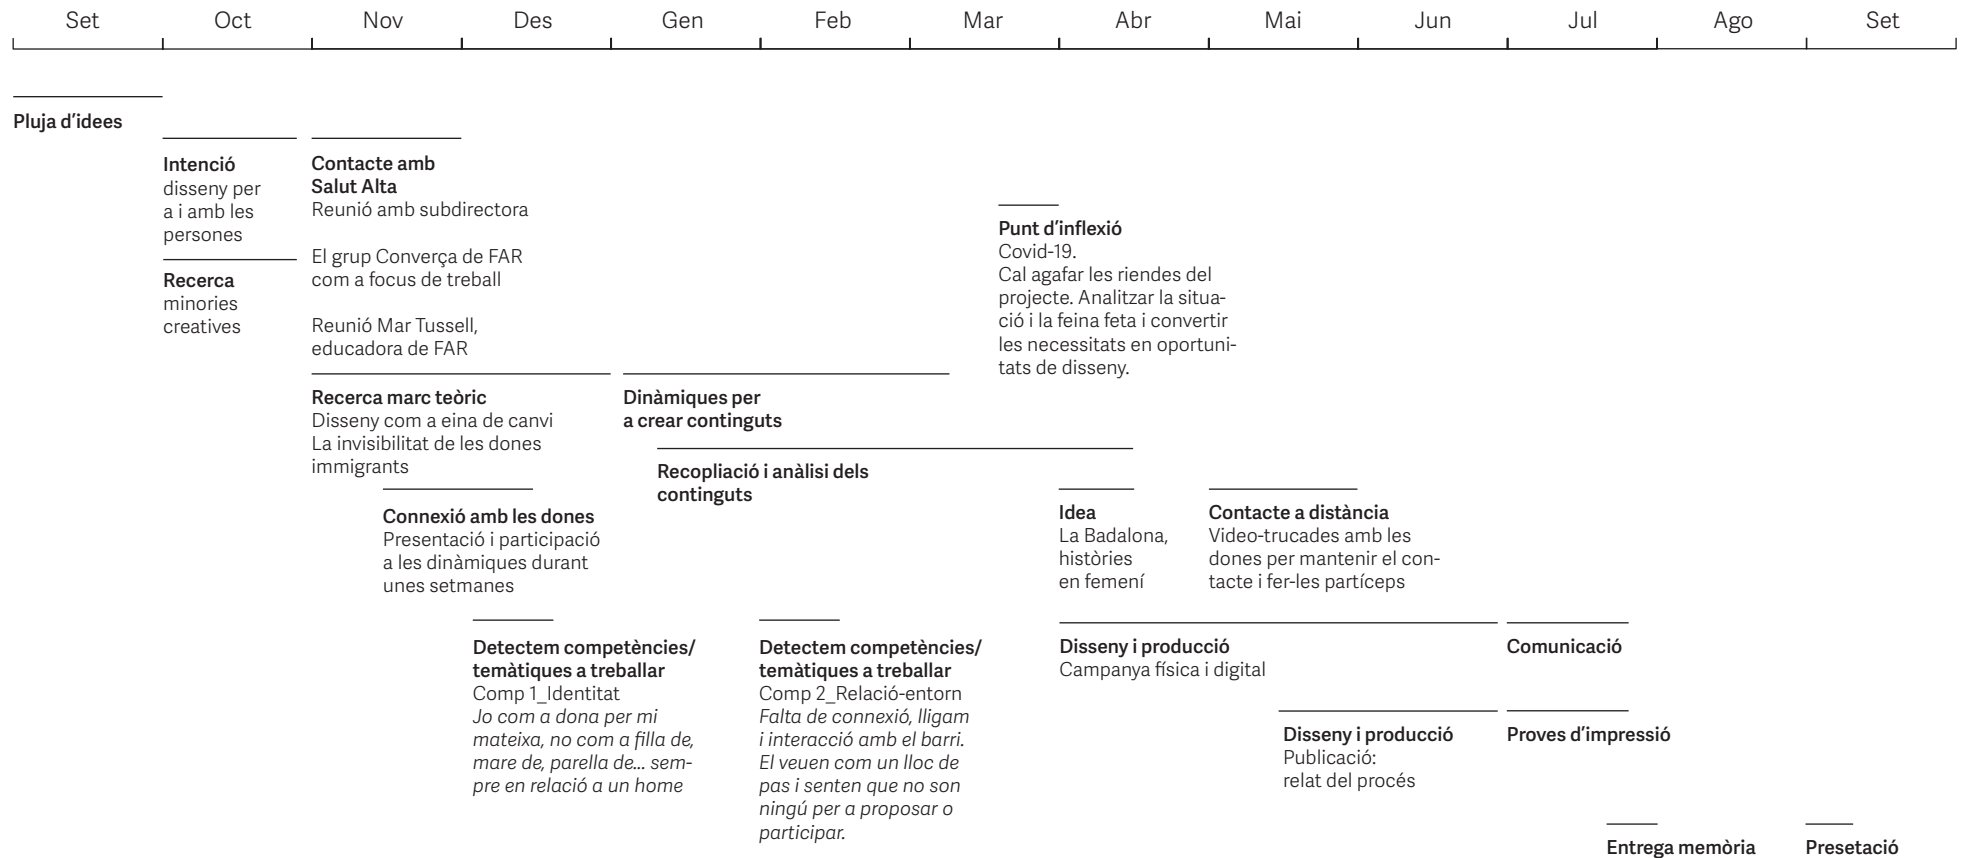 Set Oct Nov Des Gen Feb Mar Abr Mai Jun Jul Ago Set
Pluja d'idees
Intenció
disseny per
a i amb les
persones
Recerca
minories
creatives
Contacte amb
Salut Alta
Reunió amb subdirectora
El grup Converça de FAR
com a focus de treball
Reunió Mar Tussell,
educadora de FAR
Recerca marc teòric
Disseny com a eina de canvi
La invisibilitat de les dones
immigrants
Connexió amb les dones
Presentació i participació
a les dinàmiques durant
unes setmanes
Detectem competències/
temàtiques a treballar
Comp 1_Identitat
Jo com a dona per mi
mateixa, no com a filla de,
mare de, parella de... sem-
pre en relació a un home
Dinàmiques per
a crear continguts
Recopliació i anàlisi dels
continguts
Detectem competències/
temàtiques a treballar
Comp 2_Relació-entorn
Falta de connexió, lligam
i interacció amb el barri.
El veuen com un lloc de
pas i senten que no son
ningú per a proposar o
participar.
Punt d'inflexió
Covid-19.
Cal agafar les riendes del
projecte. Analitzar la situa-
ció i la feina feta i convertir
les necessitats en oportuni-
tats de disseny.
Idea
La Badalona,
històries
en femení
Contacte a distància
Video-trucades amb les
dones per mantenir el con-
tacte i fer-les partíceps
Disseny i producció
Campanya física i digital
Comunicació
Disseny i producció
Publicació:
relat del procés
Proves d'impressió
Entrega memòria
Presetació